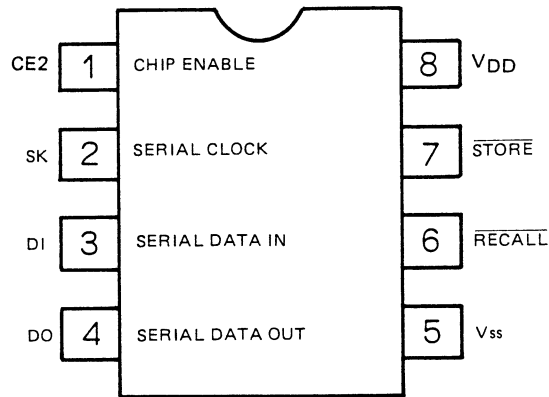 CE2 1 CHIP ENABLE 8 VDD
SK 2 SERIAL CLOCK 7 STORE
DI 3 SERIAL DATA IN 6 RECALL
DO 4 SERIAL DATA OUT 5 Vss